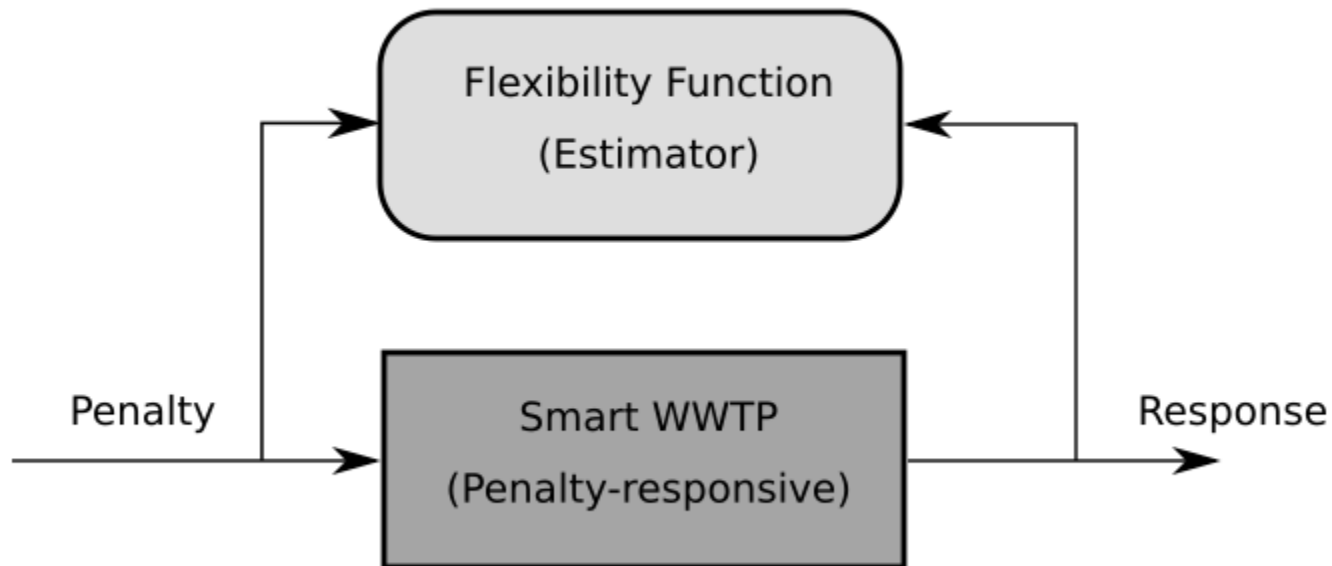 Flexibility Function
(Estimator)
Penalty
Smart WWTP
Response
(Penalty-responsive)